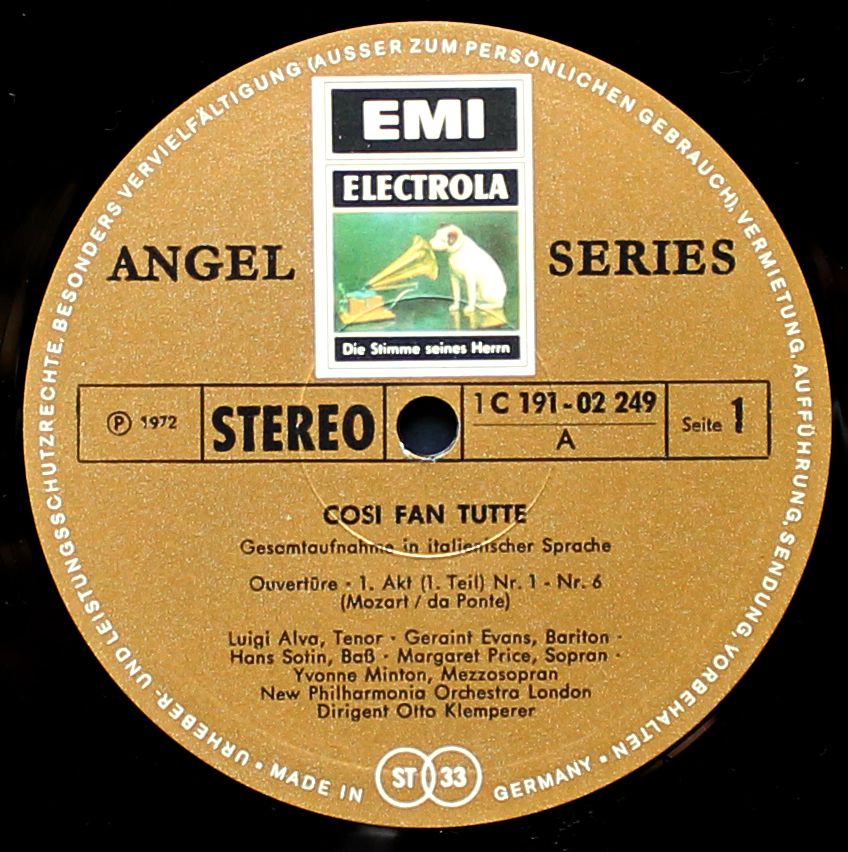 URHEBER- UND LEISTUNGSSCHUTZRECHTE, BESONDERS VERVIELFÄLTIGUNG (AUSSER ZUM PERSÖNLICHEN GEBRAUCH), VERMIETUNG, AUFFÜHRUNG, SENDUNG, VORBEHALTEN •
EMI
ELECTROLA
ANGEL SERIES
Die Stimme seines Herrn
℗ 1972
STEREO
1 C 191-02 249
A
Seite 1
COSI FAN TUTTE
Gesamtaufnahme in italienischer Sprache
Ouvertüre · 1. Akt (1. Teil) Nr. 1 - Nr. 6
(Mozart / da Ponte)
Luigi Alva, Tenor · Geraint Evans, Bariton ·
Hans Sotin, Baß · Margaret Price, Sopran ·
Yvonne Minton, Mezzosopran
New Philharmonia Orchestra London
Dirigent Otto Klemperer
• MADE IN GERMANY
ST 33